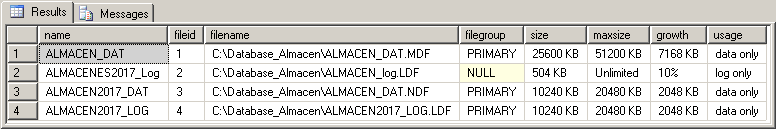 Results Messages
name fileid filename filegroup size maxsize growth usage
1 ALMACEN_DAT 1 C:\Database_Almacen\ALMACEN_DAT.MDF PRIMARY 25600 KB 51200 KB 7168 KB data only
2 ALMACENES2017_Log 2 C:\Database_Almacen\ALMACEN_log.LDF NULL 504 KB Unlimited 10% log only
3 ALMACEN2017_DAT 3 C:\Database_Almacen\ALMACEN_DAT.NDF PRIMARY 10240 KB 20480 KB 2048 KB data only
4 ALMACEN2017_LOG 4 C:\Database_Almacen\ALMACEN2017_LOG.LDF PRIMARY 10240 KB 20480 KB 2048 KB data only